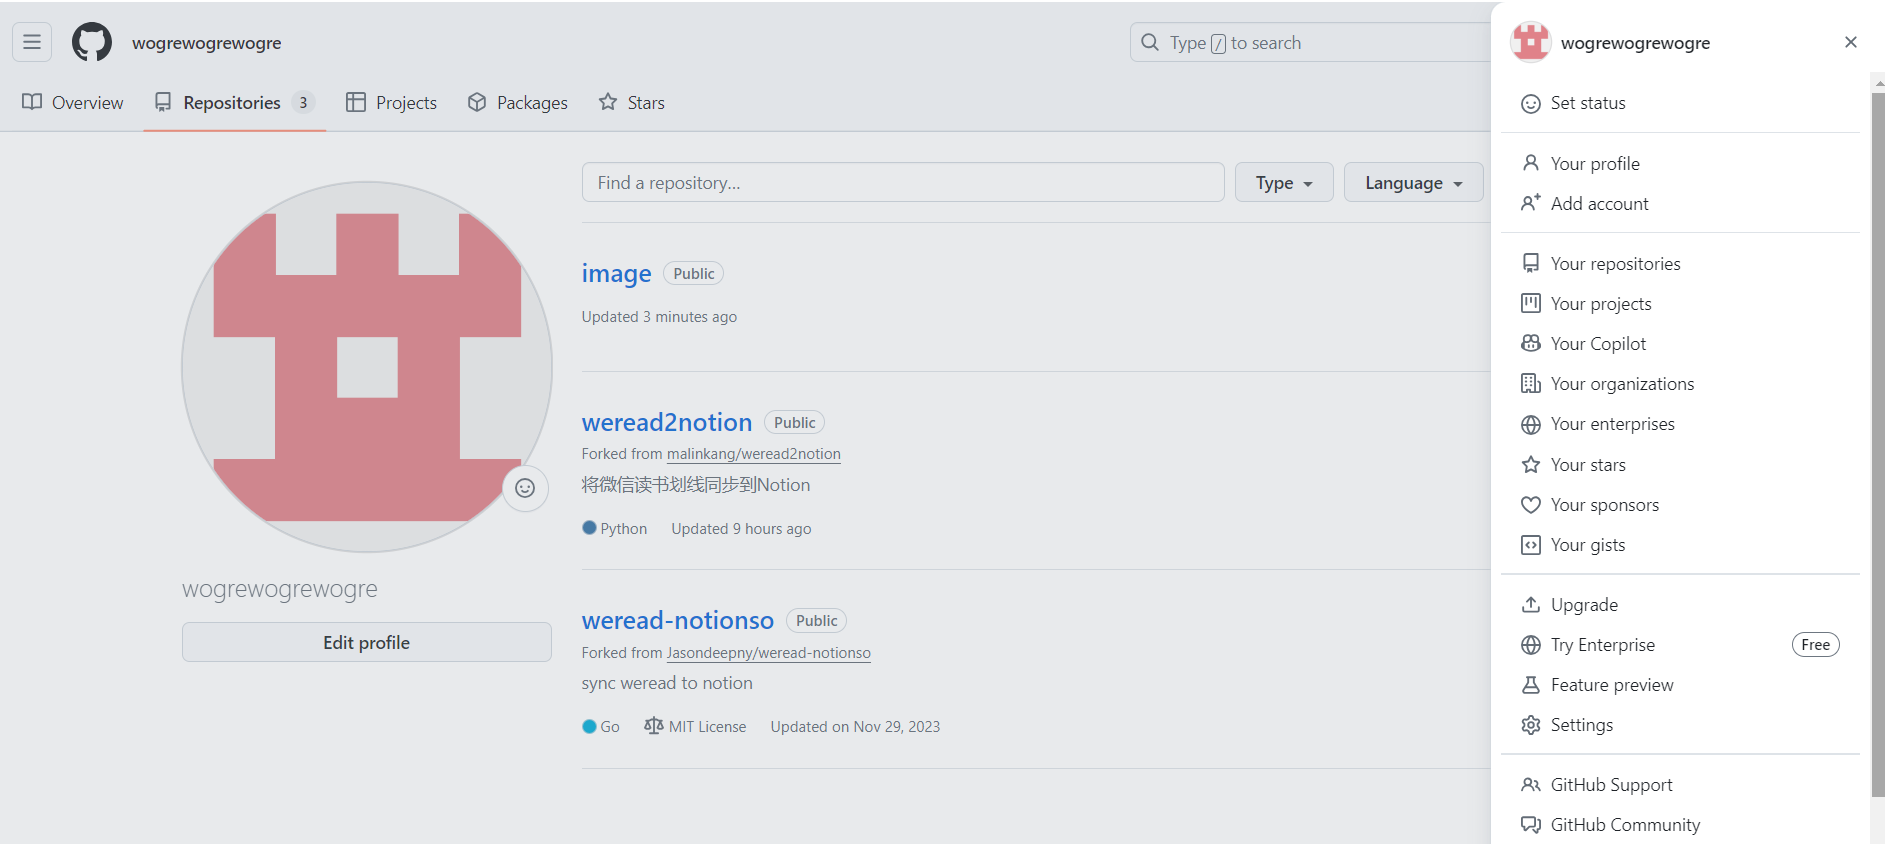 wogrewogrewogre
Type / to search
Overview
Repositories 3
Projects
Packages
Stars
Find a repository...
Type
Language
image Public
Updated 3 minutes ago
weread2notion Public
Forked from malinkang/weread2notion
将微信读书划线同步到Notion
Python Updated 9 hours ago
weread-notionso Public
Forked from Jasondeepny/weread-notionso
sync weread to notion
Go MIT License Updated on Nov 29, 2023
wogrewogrewogre
Edit profile
wogrewogrewogre
Set status
Your profile
Add account
Your repositories
Your projects
Your Copilot
Your organizations
Your enterprises
Your stars
Your sponsors
Your gists
Upgrade
Try Enterprise Free
Feature preview
Settings
GitHub Support
GitHub Community